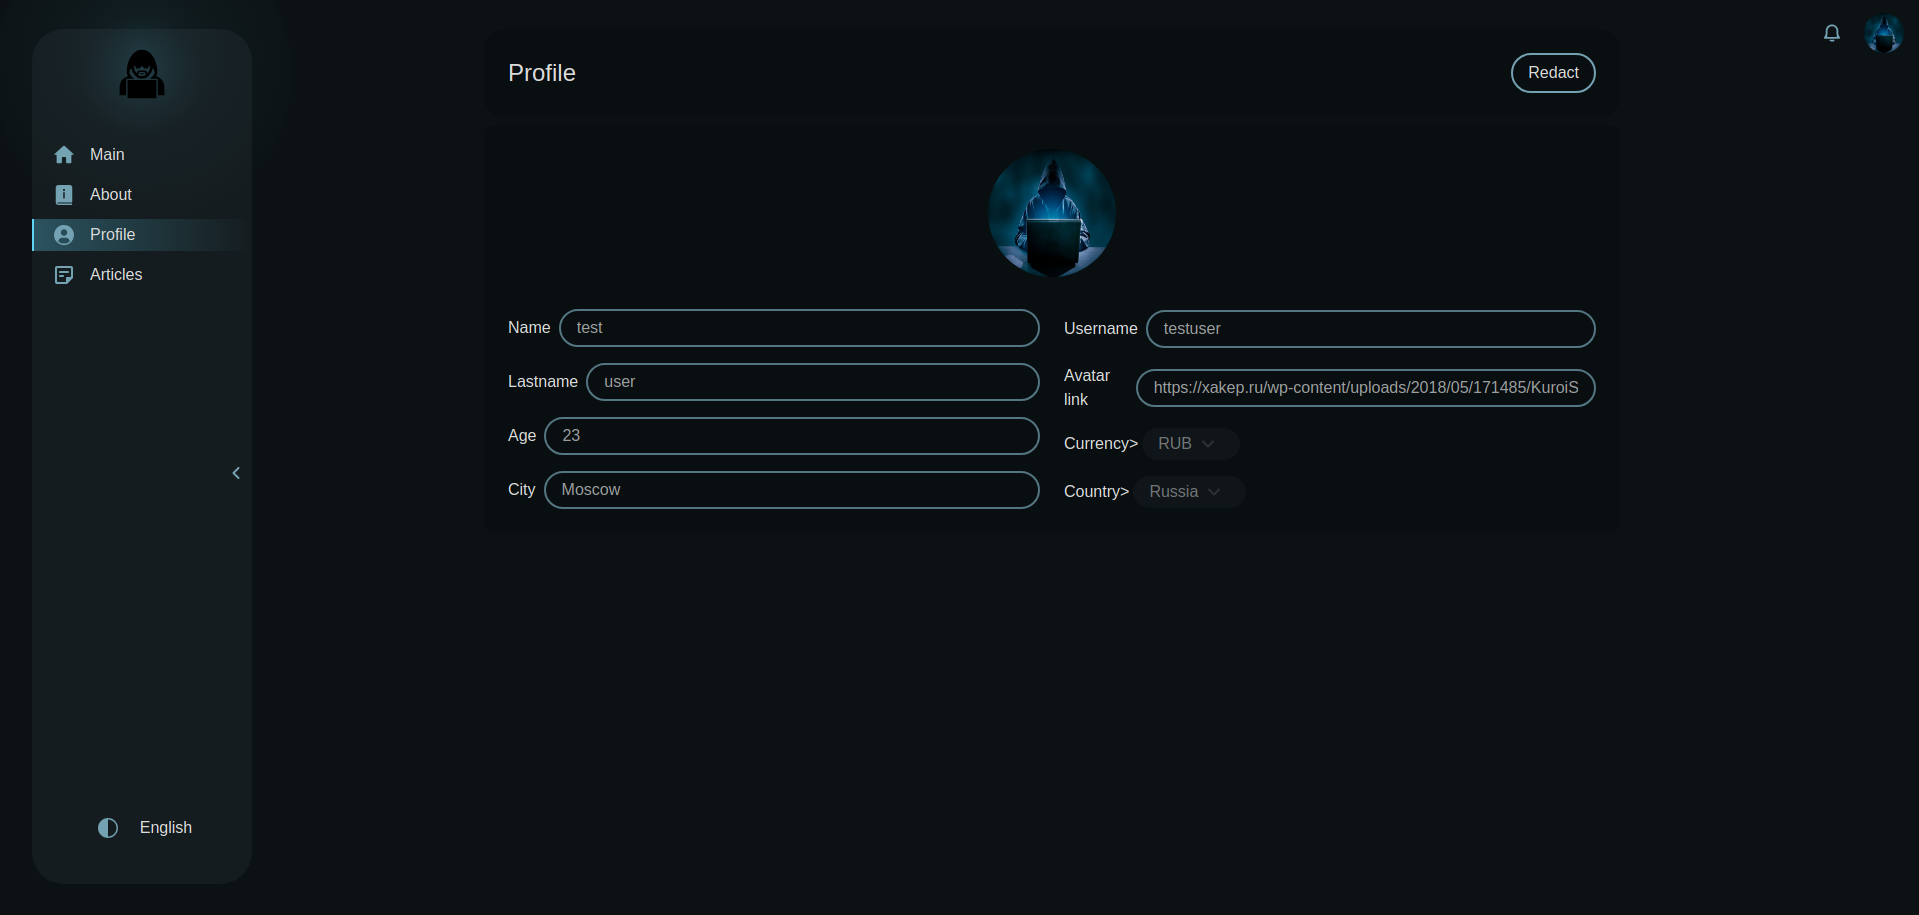 Main
About
Profile
Articles
English
Profile
Redact
Name test
Lastname user
Age 23
City Moscow
Username testuser
Avatar
link
https://xakep.ru/wp-content/uploads/2018/05/171485/KuroiS
Currency> RUB
Country> Russia